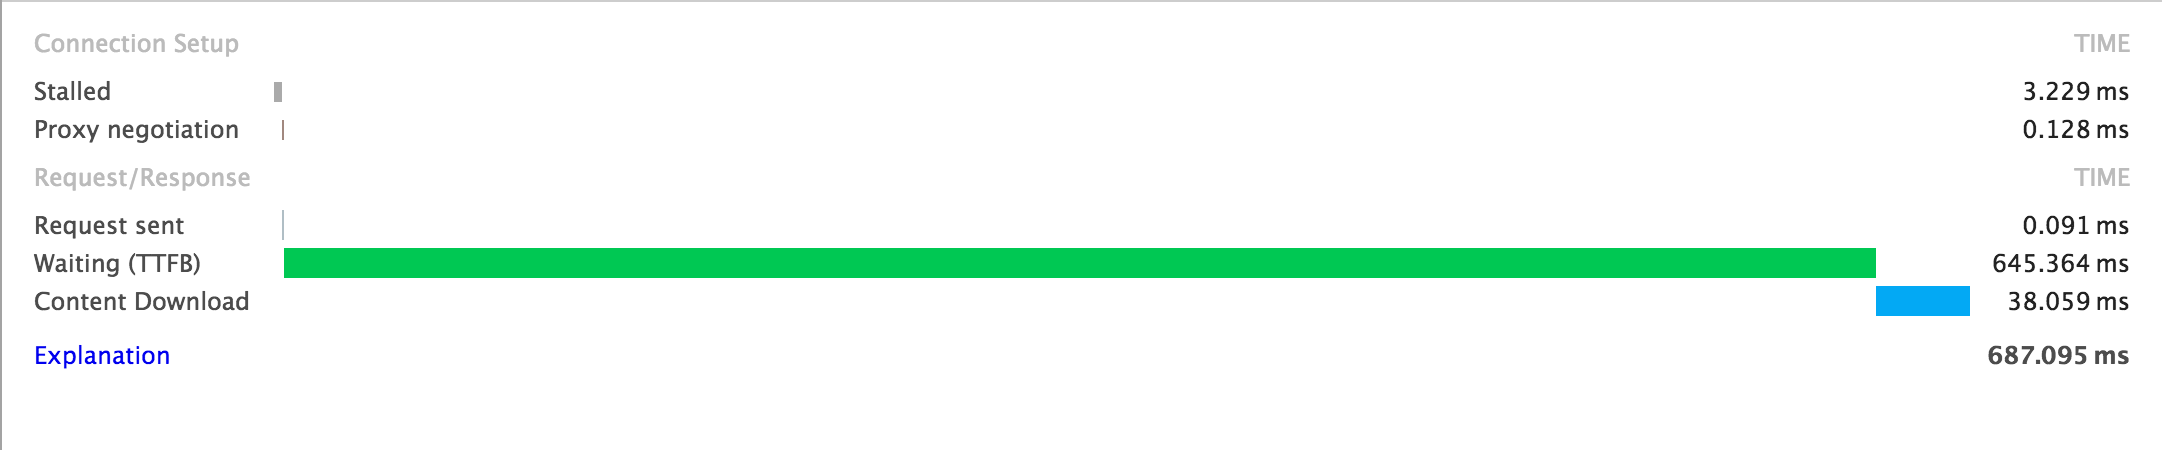 Connection Setup TIME
Stalled 3.229 ms
Proxy negotiation 0.128 ms
Request/Response TIME
Request sent 0.091 ms
Waiting (TTFB) 645.364 ms
Content Download 38.059 ms
Explanation 687.095 ms